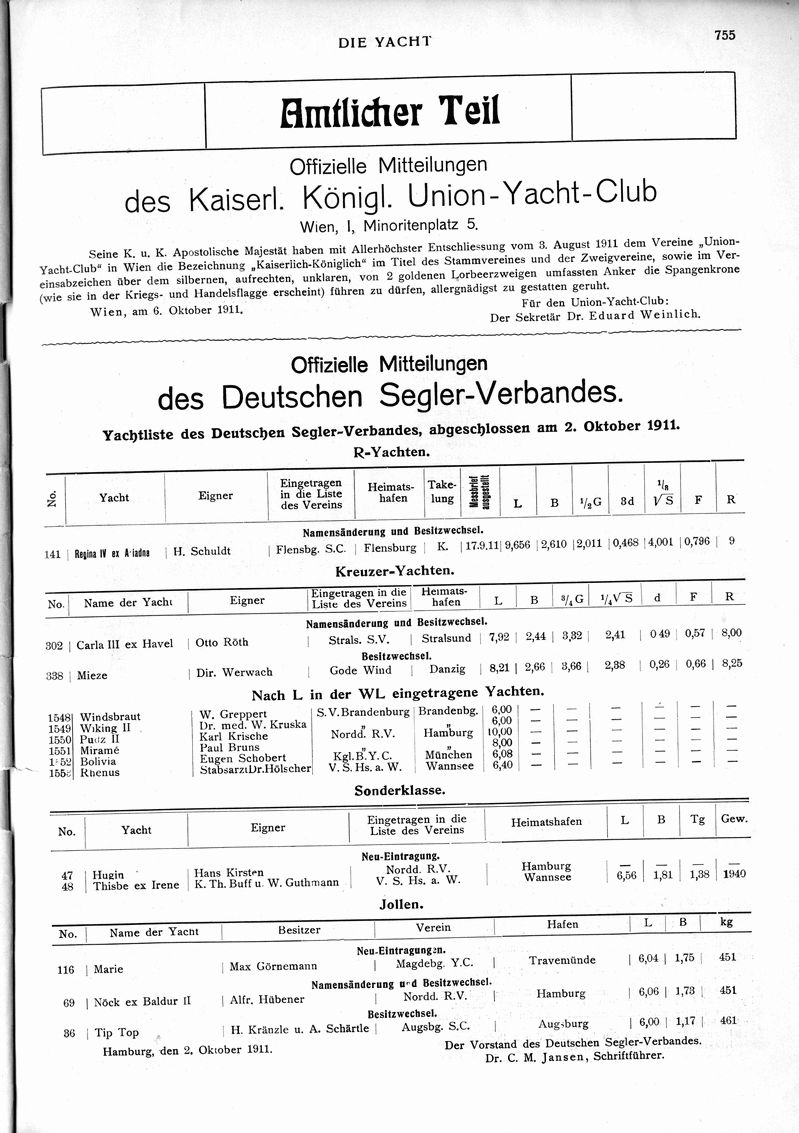 DIE YACHT
755
Amtlicher Teil
Offizielle Mitteilungen
des Kaiserl. Königl. Union-Yacht-Club
Wien, I, Minoritenplatz 5.
Seine K. u. K. Apostolische Majestät haben mit Allerhöchster Entschliessung vom 3. August 1911 dem Vereine „Union-
Yacht-Club“ in Wien die Bezeichnung „Kaiserlich-Königlich“ im Titel des Stammvereines und der Zweigvereine, sowie im Ver-
einsabzeichen über dem silbernen, aufrechten, unklaren, von 2 goldenen Lorbeerzweigen umfassten Anker die Spangenkrone
(wie sie in der Kriegs- und Handelsflagge erscheint) führen zu dürfen, allergnädigst zu gestatten geruht.
Wien, am 6. Oktober 1911.
Für den Union-Yacht-Club:
Der Sekretär Dr. Eduard Weinlich.
Offizielle Mitteilungen
des Deutschen Segler-Verbandes.
Yachtliste des Deutschen Segler-Verbandes, abgeschlossen am 2. Oktober 1911.
R-Yachten.
No. Yacht Eigner Eingetragen in die Liste des Vereins Heimats-hafen Take-lung Messbrief ausgestellt L B 1/2 G 3d 1/R √S F R
Namensänderung und Besitzwechsel.
141 Regina IV ex Ariadne H. Schuldt Flensbg. S.C. Flensburg K. 17.9.11 9,656 2,610 2,011 0,468 4,001 0,796 9
Kreuzer-Yachten.
No. Name der Yacht Eigner Eingetragen in die Liste des Vereins Heimats-hafen L B 3/4 G 1/4 √S d F R
Namensänderung und Besitzwechsel.
302 Carla III ex Havel Otto Röth Strals. S.V. Stralsund 7,92 2,44 3,32 2,41 0 49 0,57 8,00
Besitzwechsel.
338 Mieze Dir. Werwach Gode Wind Danzig 8,21 2,66 3,66 2,38 0,26 0,66 8,25
Nach L in der WL eingetragene Yachten.
1548 Windsbraut W. Greppert S.V. Brandenburg Brandenbg. 6,00 — — — — — —
1549 Wiking II Dr. med. W. Kruska „ „ 6,00 — — — — — —
1550 Pudz II Karl Krische Nordd. R.V. Hamburg 10,00 — — — — — —
1551 Miramé Paul Bruns „ „ 8,00 — — — — — —
1552 Bolivia Eugen Schobert Kgl. B. Y. C. München 6,08 — — — — — —
Rhenus Stabsarzt Dr. Hölscher V. S. Hs. a. W. Wannsee 6,40 — — — — — —
Sonderklasse.
No. Yacht Eigner Eingetragen in die Liste des Vereins Heimatshafen L B Tg Gew.
Neu-Eintragung.
47 Hugin Hans Kirsten Nordd. R.V. Hamburg — — — —
48 Thisbe ex Irene K. Th. Buff u. W. Guthmann V. S. Hs. a. W. Wannsee 6,56 1,81 1,38 1940
Jollen.
No. Name der Yacht Besitzer Verein Hafen L B kg
Neu-Eintragungen.
116 Marie Max Görnemann Magdebg. Y.C. Travemünde 6,04 1,75 451
Namensänderung und Besitzwechsel.
69 Nöck ex Baldur II Alfr. Hübener Nordd. R.V. Hamburg 6,06 1,73 451
Besitzwechsel.
36 Tip Top H. Kränzle u. A. Schärtle Augsbg. S.C. Augsburg 6,00 1,17 461
Hamburg, den 2. Oktober 1911.
Der Vorstand des Deutschen Segler-Verbandes.
Dr. C. M. Jansen, Schriftführer.